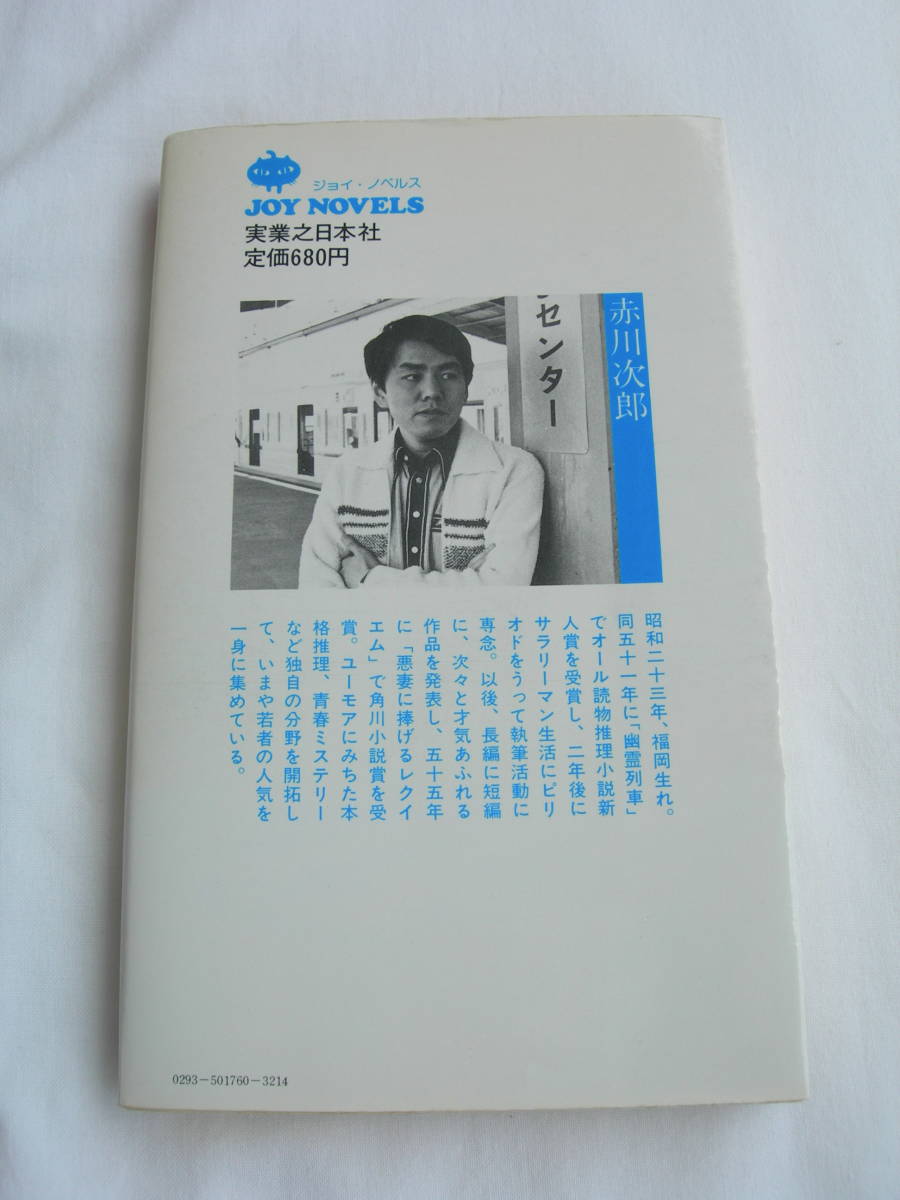 ジョイ・ノベルス
JOY NOVELS
実業之日本社
定価680円
センター
赤川次郎
昭和二十三年、福岡生れ。
同五十一年に「幽霊列車」
でオール読物推理小説新
人賞を受賞し、二年後に
サラリーマン生活にピリ
オドをうって執筆活動に
専念。以後、長編に短編
に、次々と才気あふれる
作品を発表し、五十五年
に「悪妻に捧げるレクイ
エム」で角川小説賞を受
賞。ユーモアにみちた本
格推理、青春ミステリー
など独自の分野を開拓し
て、いまや若者の人気を
一身に集めている。
0293-501760-3214